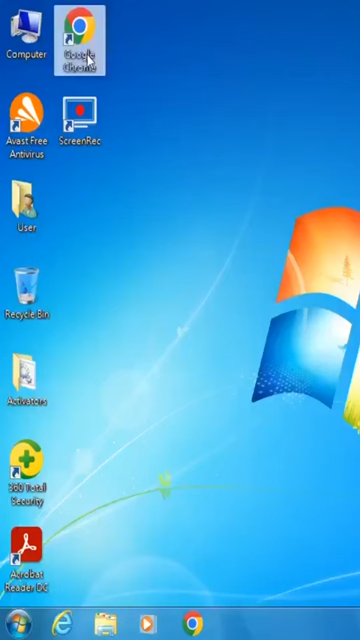 Computer
Google
Chrome
Avast Free
Antivirus
ScreenRec
User
Recycle Bin
Activators
360 Total
Security
Acrobat
Reader DC